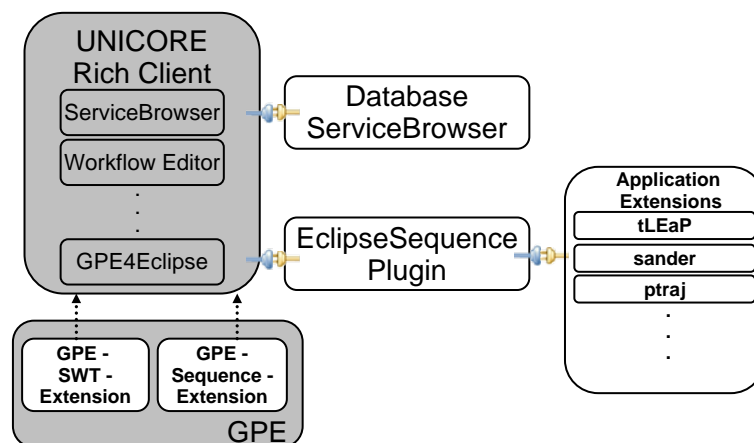 UNICORE
Rich Client
ServiceBrowser
Workflow Editor
.
.
.
GPE4Eclipse
Database
ServiceBrowser
EclipseSequence
Plugin
Application
Extensions
tLEaP
sander
ptraj
.
.
.
GPE -
SWT -
Extension
GPE -
Sequence -
Extension
GPE